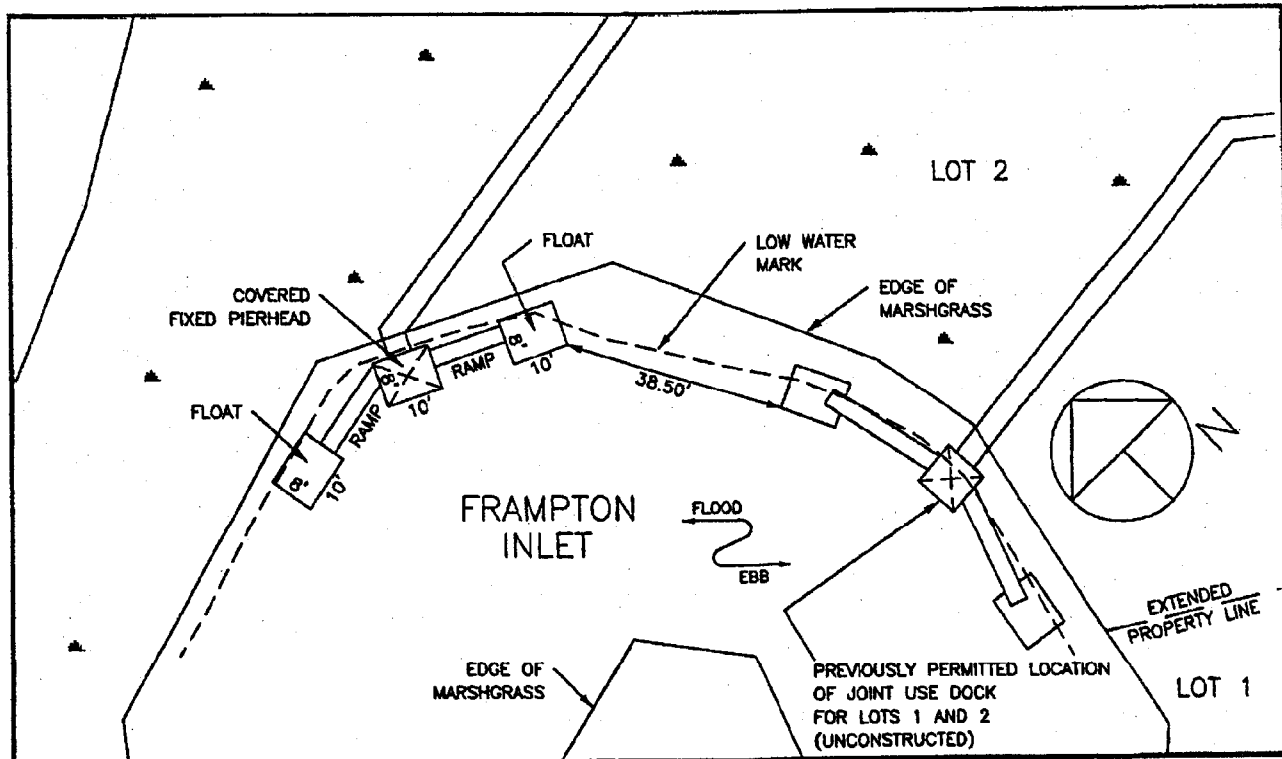 LOT 2
FLOAT
LOW WATER
MARK
EDGE OF
MARSHGRASS
COVERED
FIXED PIERHEAD
8'
10'
RAMP
8'
10'
38.50'
FLOAT
RAMP
8'
10'
N
FRAMPTON
INLET
FLOOD
EBB
EXTENDED
PROPERTY LINE
EDGE OF
MARSHGRASS
PREVIOUSLY PERMITTED LOCATION
OF JOINT USE DOCK
FOR LOTS 1 AND 2
(UNCONSTRUCTED)
LOT 1